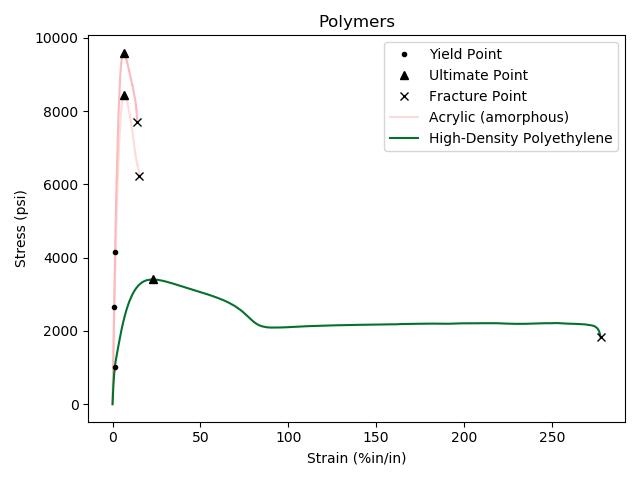 Polymers
10000
8000
6000
4000
2000
0
Stress (psi)
Yield Point
Ultimate Point
Fracture Point
Acrylic (amorphous)
High-Density Polyethylene
0 50 100 150 200 250
Strain (%in/in)